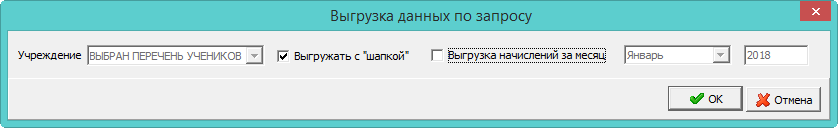 Выгрузка данных по запросу
Учреждение ВЫБРАН ПЕРЕЧЕНЬ УЧЕНИКОВ Выгружать с "шапкой" Выгрузка начислений за месяц Январь 2018
OK Отмена